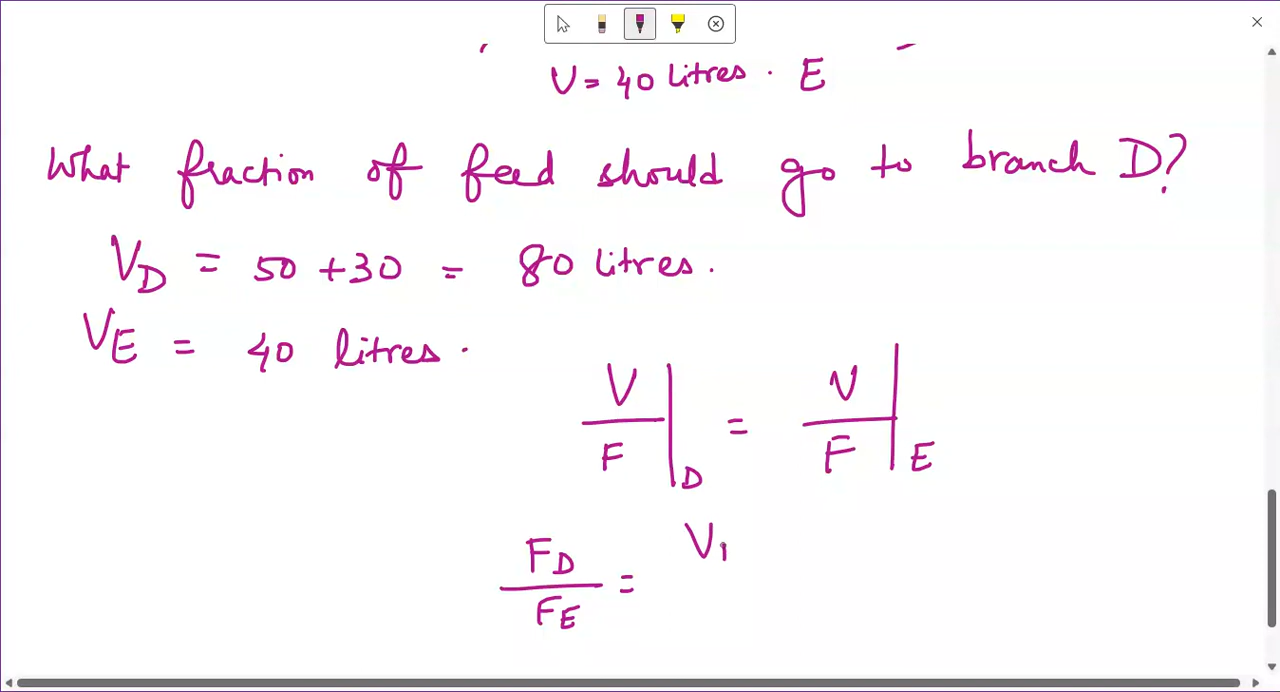 V = 40 litres. E
What fraction of feed should go to branch D?
V_D = 50 + 30 = 80 litres.
V_E = 40 litres.
V/F |_D = V/F |_E
F_D/F_E = V